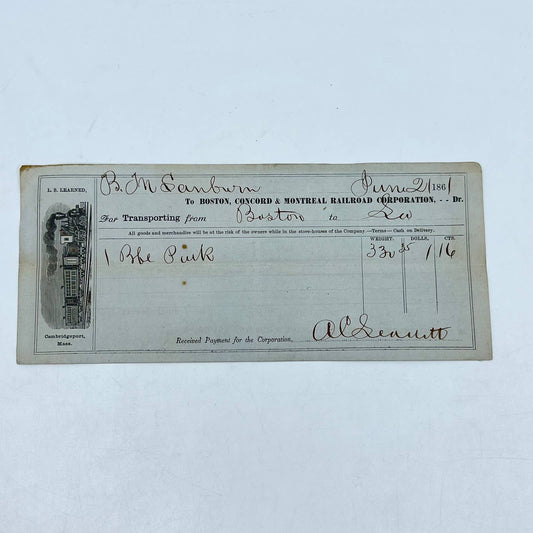 L. S. LEARNED,
B. M Sanburn June 21 1861
To BOSTON, CONCORD & MONTREAL RAILROAD CORPORATION, - - Dr.
For Transporting from Boston to
All goods and merchandise will be at the risk of the owners while in the store-houses of the Company.—Terms—Cash on Delivery.
WEIGHT. DOLLS, CTS.
1 Bbl Pork 330 35 1 16
Cambridgeport,
Mass.
Received Payment for the Corporation, A C Leavitt